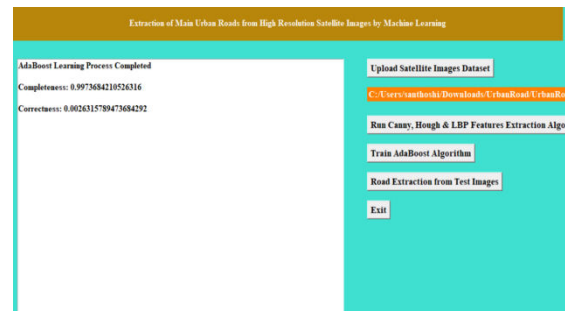 Extraction of Main Urban Roads from High Resolution Satellite Images by Machine Learning
AdaBoost Learning Process Completed
Completeness: 0.9973684210526316
Correctness: 0.0026315789473684292
Upload Satellite Images Dataset
C:/Users/santhoshi/Downloads/UrbanRoad/UrbanRo
Run Canny, Hough & LBP Features Extraction Algo
Train AdaBoost Algorithm
Road Extraction from Test Images
Exit